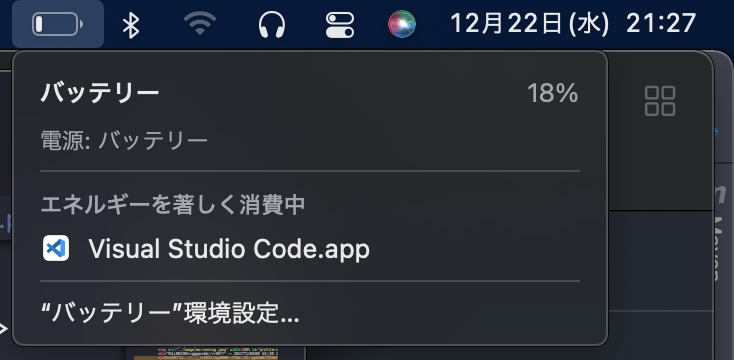 12月22日(水) 21:27
バッテリー 18%
電源: バッテリー
エネルギーを著しく消費中
Visual Studio Code.app
“バッテリー”環境設定...